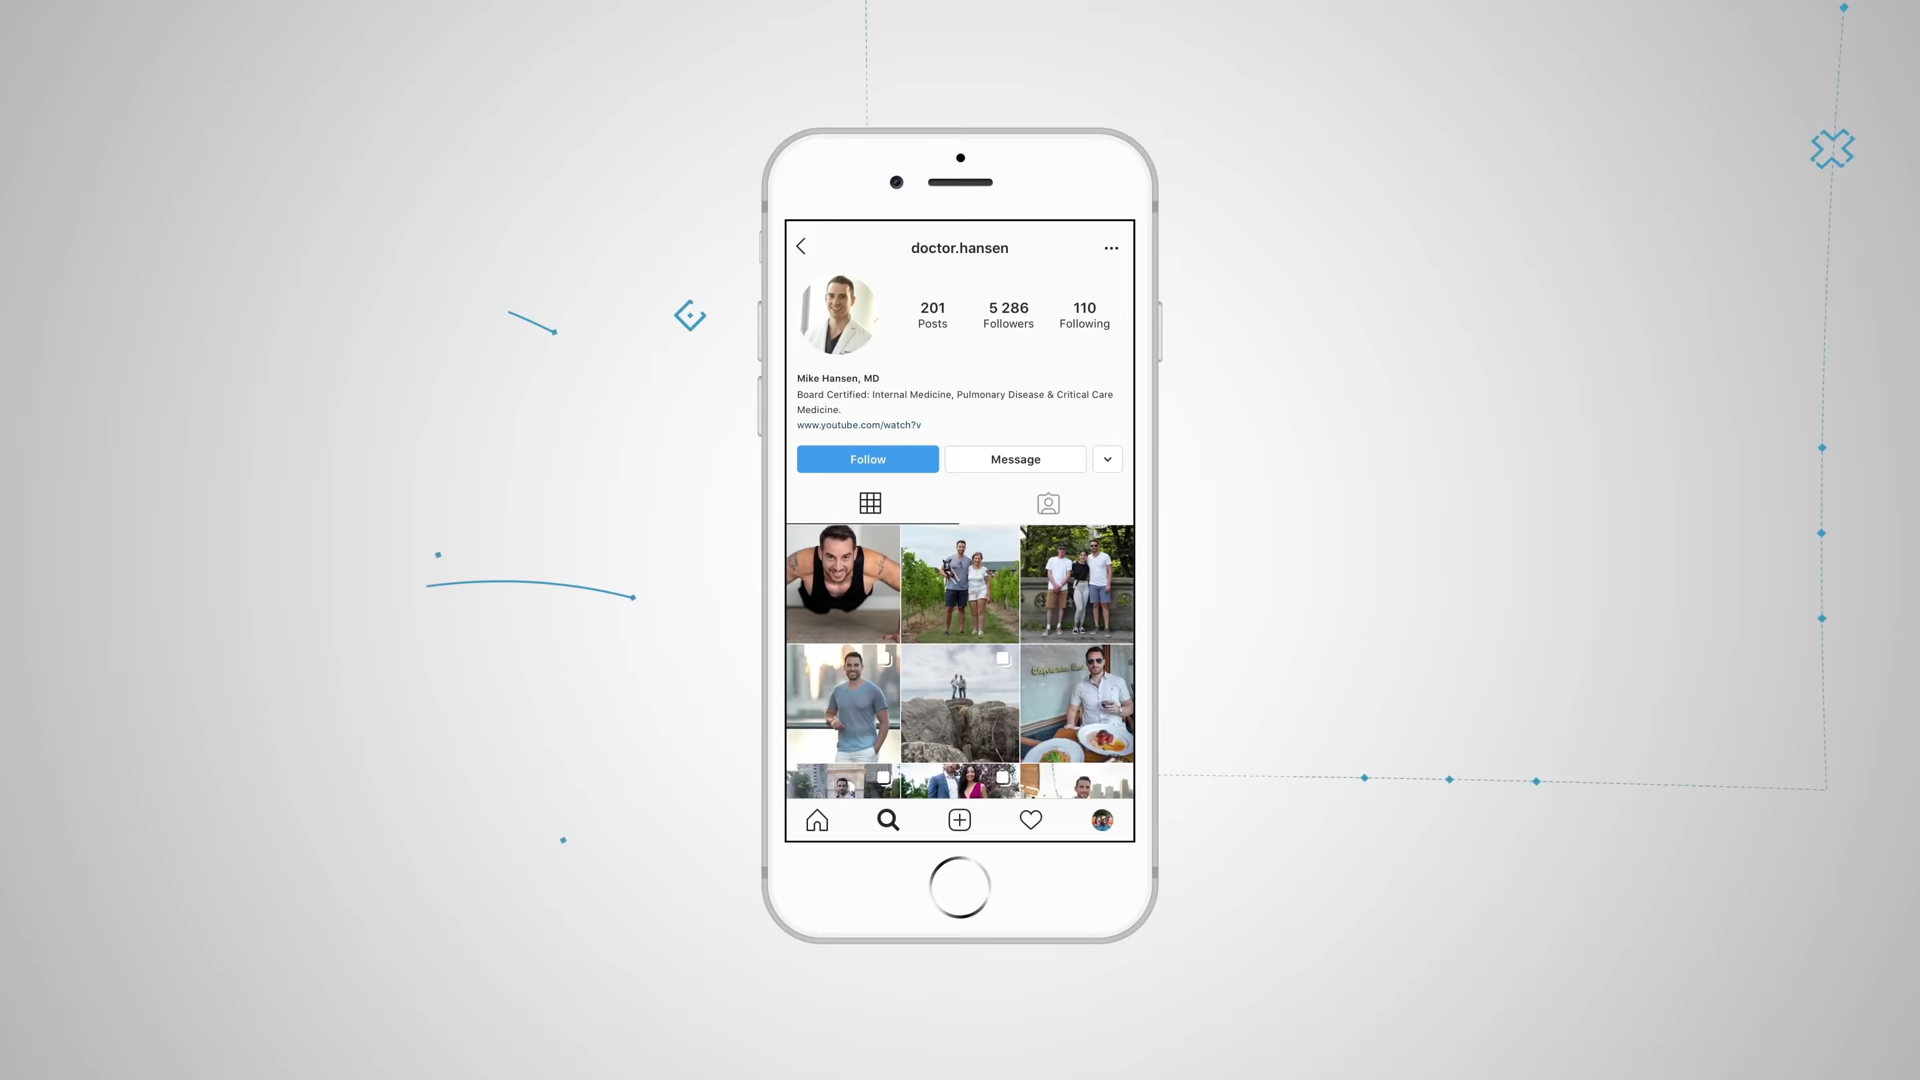 doctor.hansen
201
Posts
5 286
Followers
110
Following
Mike Hansen, MD
Board Certified: Internal Medicine, Pulmonary Disease & Critical Care
Medicine.
www.youtube.com/watch?v
Follow
Message